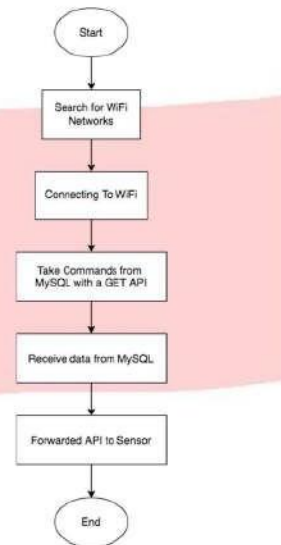 Start
Search for WiFi
Networks
Connecting To WiFi
Take Commands from
MySQL with a GET API
Receive data from MySQL
Forwarded API to Sensor
End